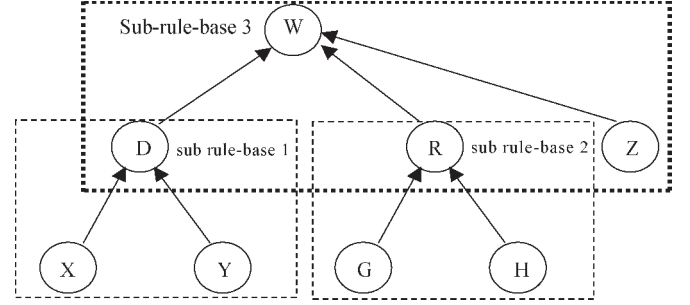 Sub-rule-base 3 W
D sub rule-base 1 R sub rule-base 2 Z
X Y G H